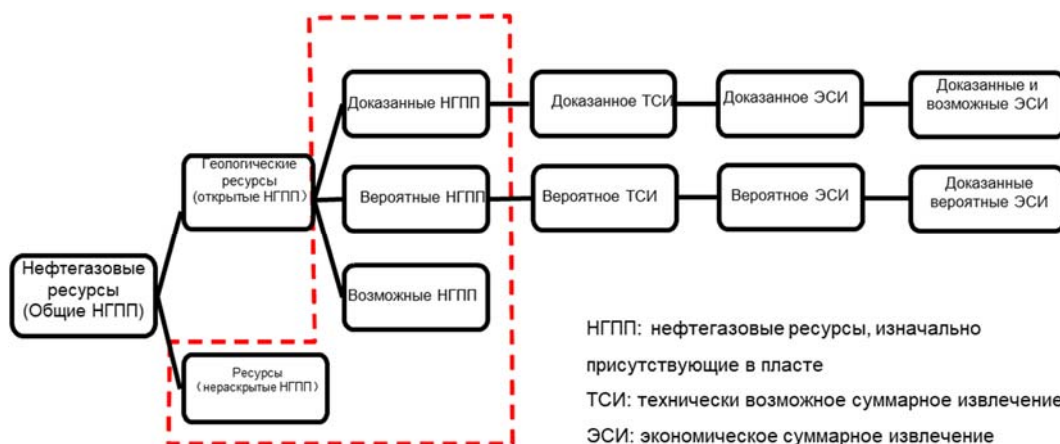 Доказанные НГПП
Доказанное ТСИ
Доказанное ЭСИ
Доказанные и
возможные ЭСИ
Геологические
ресурсы
(открытые НГПП)
Вероятные НГПП
Вероятное ТСИ
Вероятное ЭСИ
Доказанные
вероятные ЭСИ
Нефтегазовые
ресурсы
(Общие НГПП)
Возможные НГПП
Ресурсы
(нераскрытые НГПП)
НГПП: нефтегазовые ресурсы, изначально
присутствующие в пласте
ТСИ: технически возможное суммарное извлечение
ЭСИ: экономическое суммарное извлечение